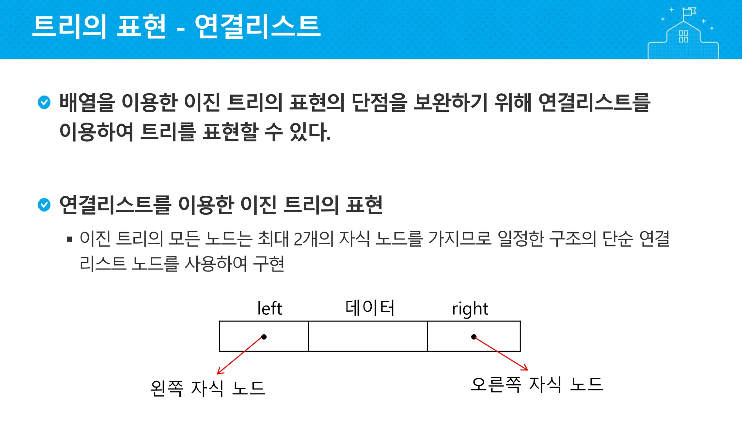 트리의 표현 - 연결리스트
배열을 이용한 이진 트리의 표현의 단점을 보완하기 위해 연결리스트를
이용하여 트리를 표현할 수 있다.
연결리스트를 이용한 이진 트리의 표현
이진 트리의 모든 노드는 최대 2개의 자식 노드를 가지므로 일정한 구조의 단순 연결
리스트 노드를 사용하여 구현
left 데이터 right
왼쪽 자식 노드 오른쪽 자식 노드